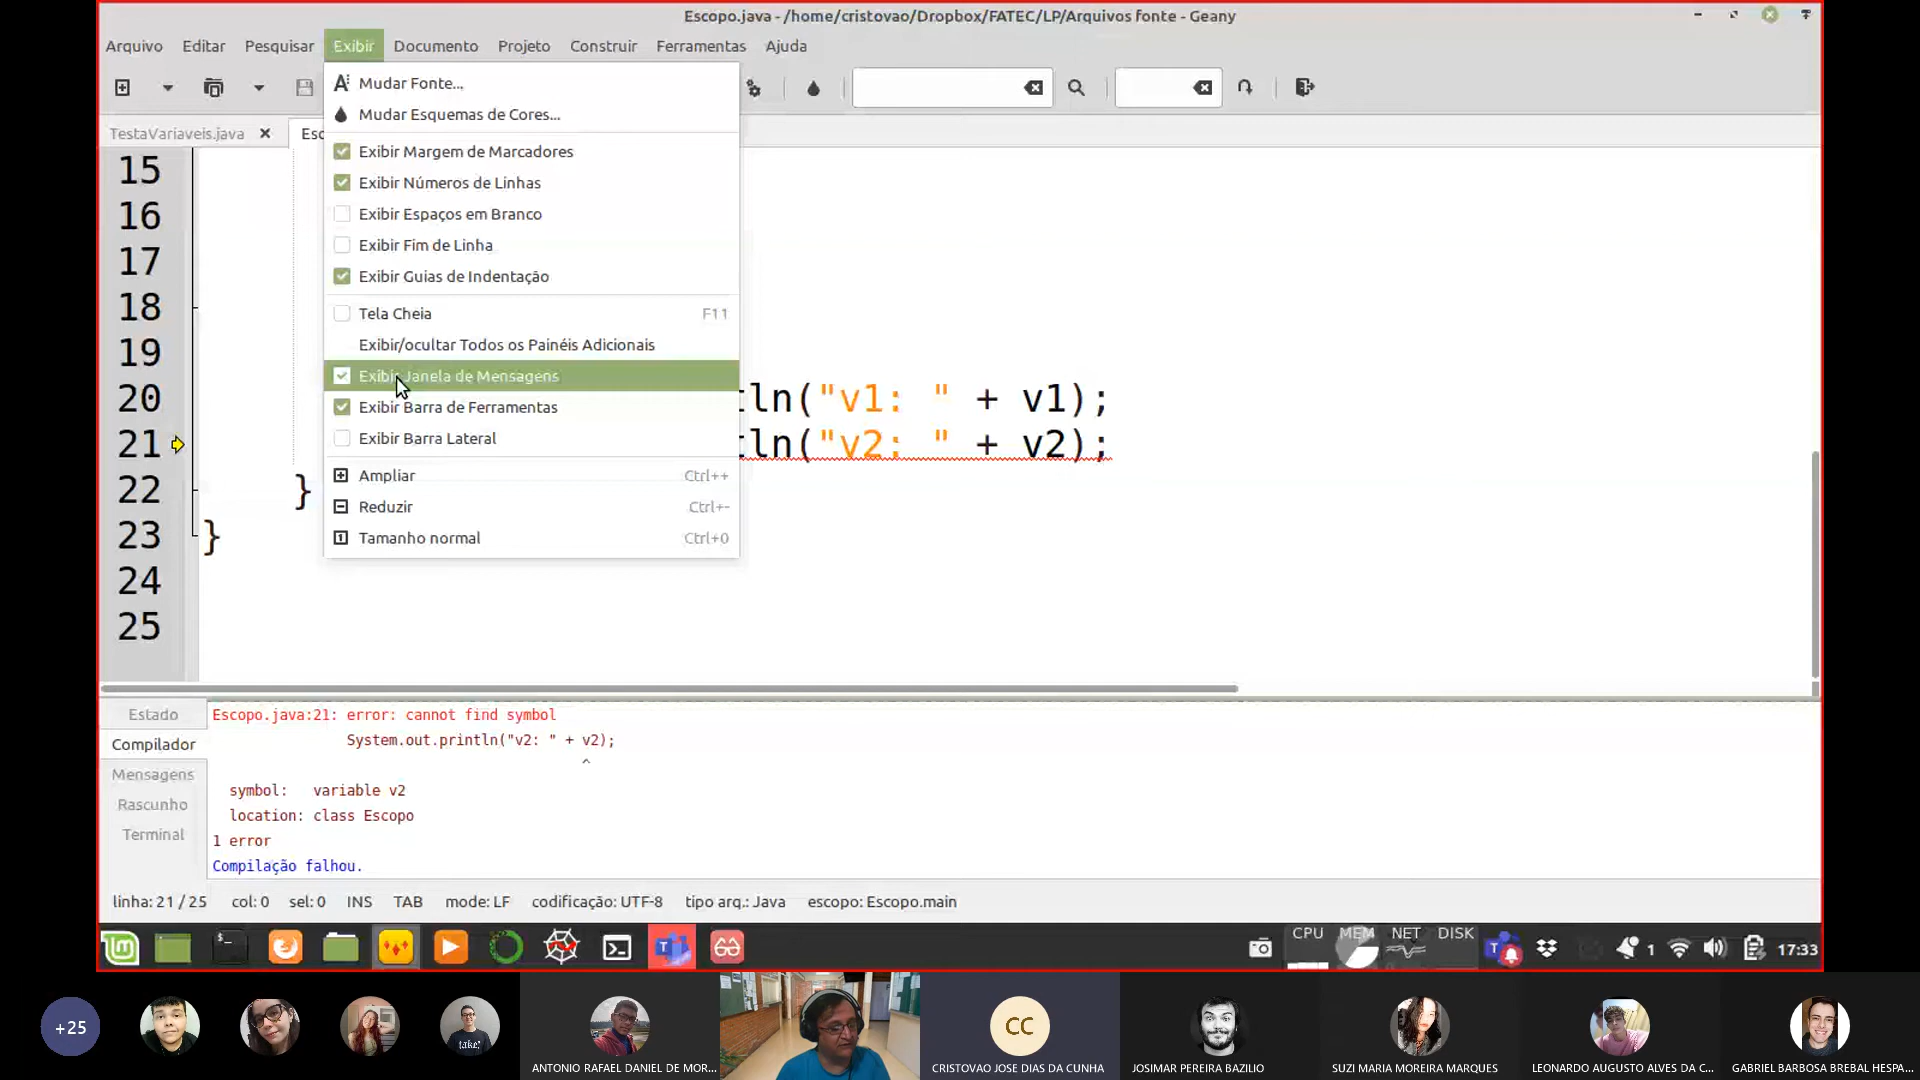 Escopo.java - /home/cristovao/Dropbox/FATEC/LP/Arquivos fonte - Geany
Arquivo Editar Pesquisar Exibir Documento Projeto Construir Ferramentas Ajuda
TestaVariaveis.java
Esc
Mudar Fonte...
Mudar Esquemas de Cores...
Exibir Margem de Marcadores
Exibir Números de Linhas
Exibir Espaços em Branco
Exibir Fim de Linha
Exibir Guias de Indentação
Tela Cheia F11
Exibir/ocultar Todos os Painéis Adicionais
Exibir Janela de Mensagens
Exibir Barra de Ferramentas
Exibir Barra Lateral
Ampliar Ctrl++
Reduzir Ctrl+-
Tamanho normal Ctrl+0
15
16
17
18
19
20 tln("v1: " + v1);
21 tln("v2: " + v2);
22 }
23 }
24
25
Estado
Compilador
Mensagens
Rascunho
Terminal
Escopo.java:21: error: cannot find symbol
System.out.println("v2: " + v2);
^
symbol: variable v2
location: class Escopo
1 error
Compilação falhou.
linha: 21 / 25 col: 0 sel: 0 INS TAB mode: LF codificação: UTF-8 tipo arq.: Java escopo: Escopo.main
CPU MEM NET DISK 1 17:33
+25
CC
ANTONIO RAFAEL DANIEL DE MOR...
CRISTOVAO JOSE DIAS DA CUNHA
JOSIMAR PEREIRA BAZILIO
SUZI MARIA MOREIRA MARQUES
LEONARDO AUGUSTO ALVES DA C...
GABRIEL BARBOSA BREBAL HESPA...